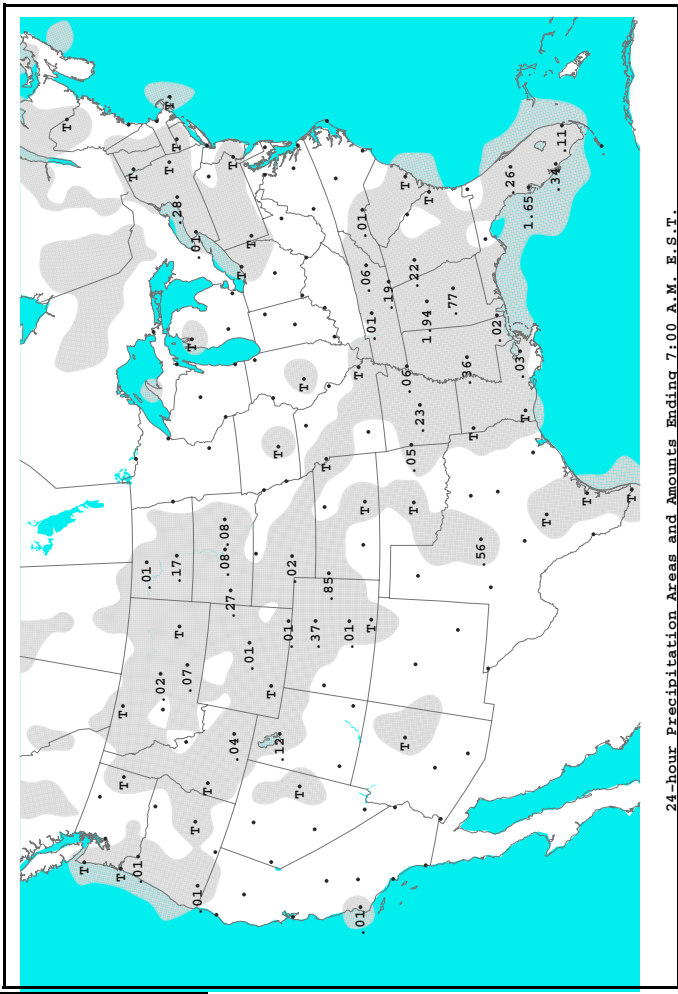 T
T
T
T
T
T
.01
.01
.02
T
T
.17
T
.28
T
.07
T
T
.01
.01
T
.08
.08
.27
.04
T
T
.01
T
T
T
.12
.01
.02
T
T
.37
T
.85
.01
T
.01
.01
T
.06
T
.01
.19
T
.06
T
.05
T
.22
.23
1.94
T
.77
.36
T
.56
.02
.26
.03
T
1.65
T
.34
.11
T
T
24-hour Precipitation Areas and Amounts Ending 7:00 A.M. E.S.T.